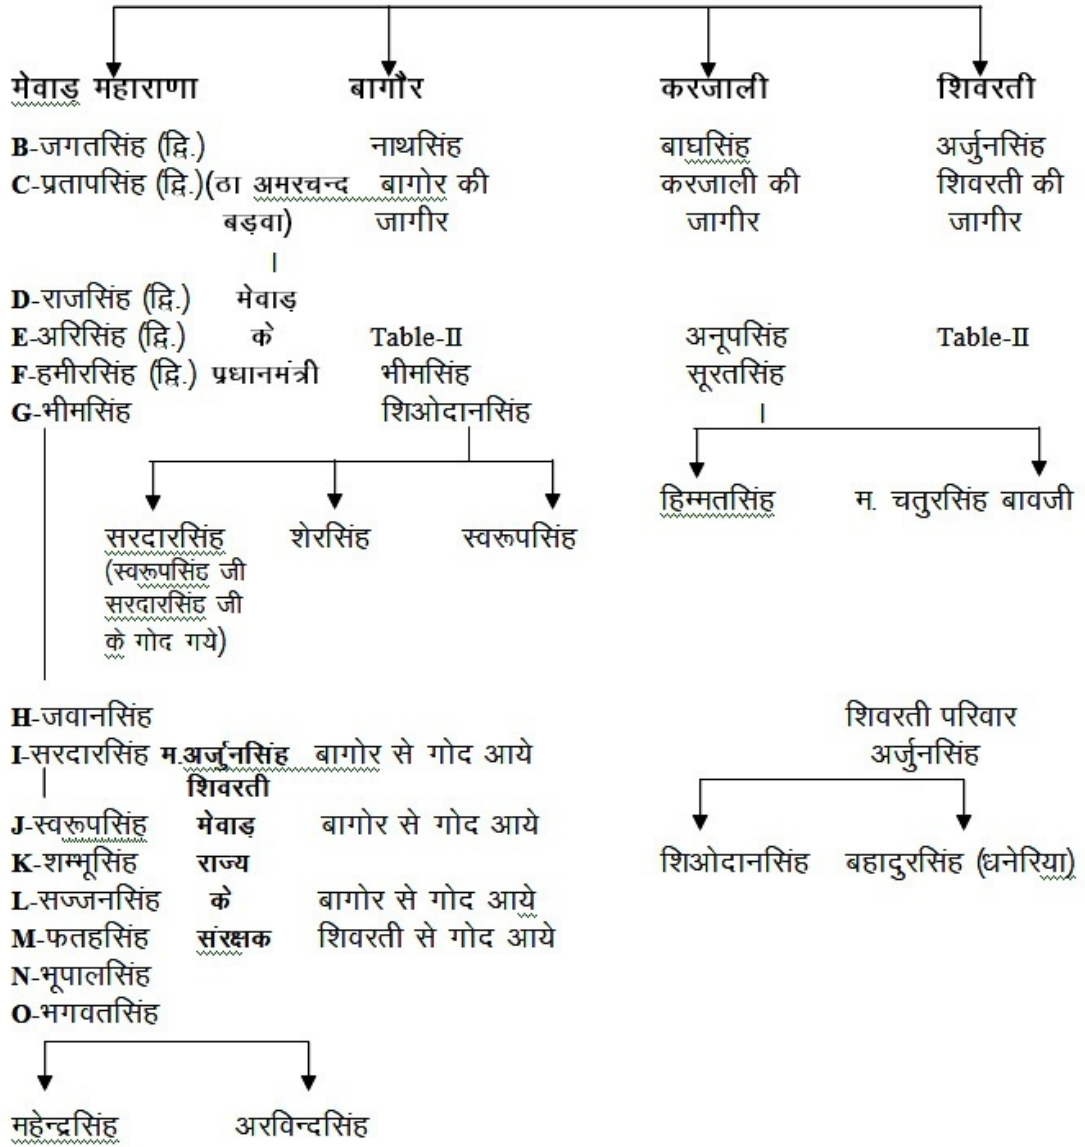 मेवाड़ महाराणा बागौर करजाली शिवरती
B-जगतसिंह (द्वि.) नाथसिंह बाघसिंह अर्जुनसिंह
C-प्रतापसिंह (द्वि.)(ठा अमरचन्द बागोर की करजाली की शिवरती की
बड़वा) जागीर जागीर जागीर
D-राजसिंह (द्वि.) मेवाड़
E-अरिसिंह (द्वि.) के Table-II अनूपसिंह Table-II
F-हमीरसिंह (द्वि.) प्रधानमंत्री भीमसिंह सूरतसिंह
G-भीमसिंह शिओदानसिंह
हिम्मतसिंह म. चतुरसिंह बावजी
सरदारसिंह शेरसिंह स्वरूपसिंह
(स्वरूपसिंह जी
सरदारसिंह जी
के गोद गये)
H-जवानसिंह शिवरती परिवार
I-सरदारसिंह म.अर्जुनसिंह बागोर से गोद आये अर्जुनसिंह
शिवरती
J-स्वरूपसिंह मेवाड़ बागोर से गोद आये
K-शम्भूसिंह राज्य शिओदानसिंह बहादुरसिंह (धनेरिया)
L-सज्जनसिंह के बागोर से गोद आये
M-फतहसिंह संरक्षक शिवरती से गोद आये
N-भूपालसिंह
O-भगवतसिंह
महेन्द्रसिंह अरविन्दसिंह